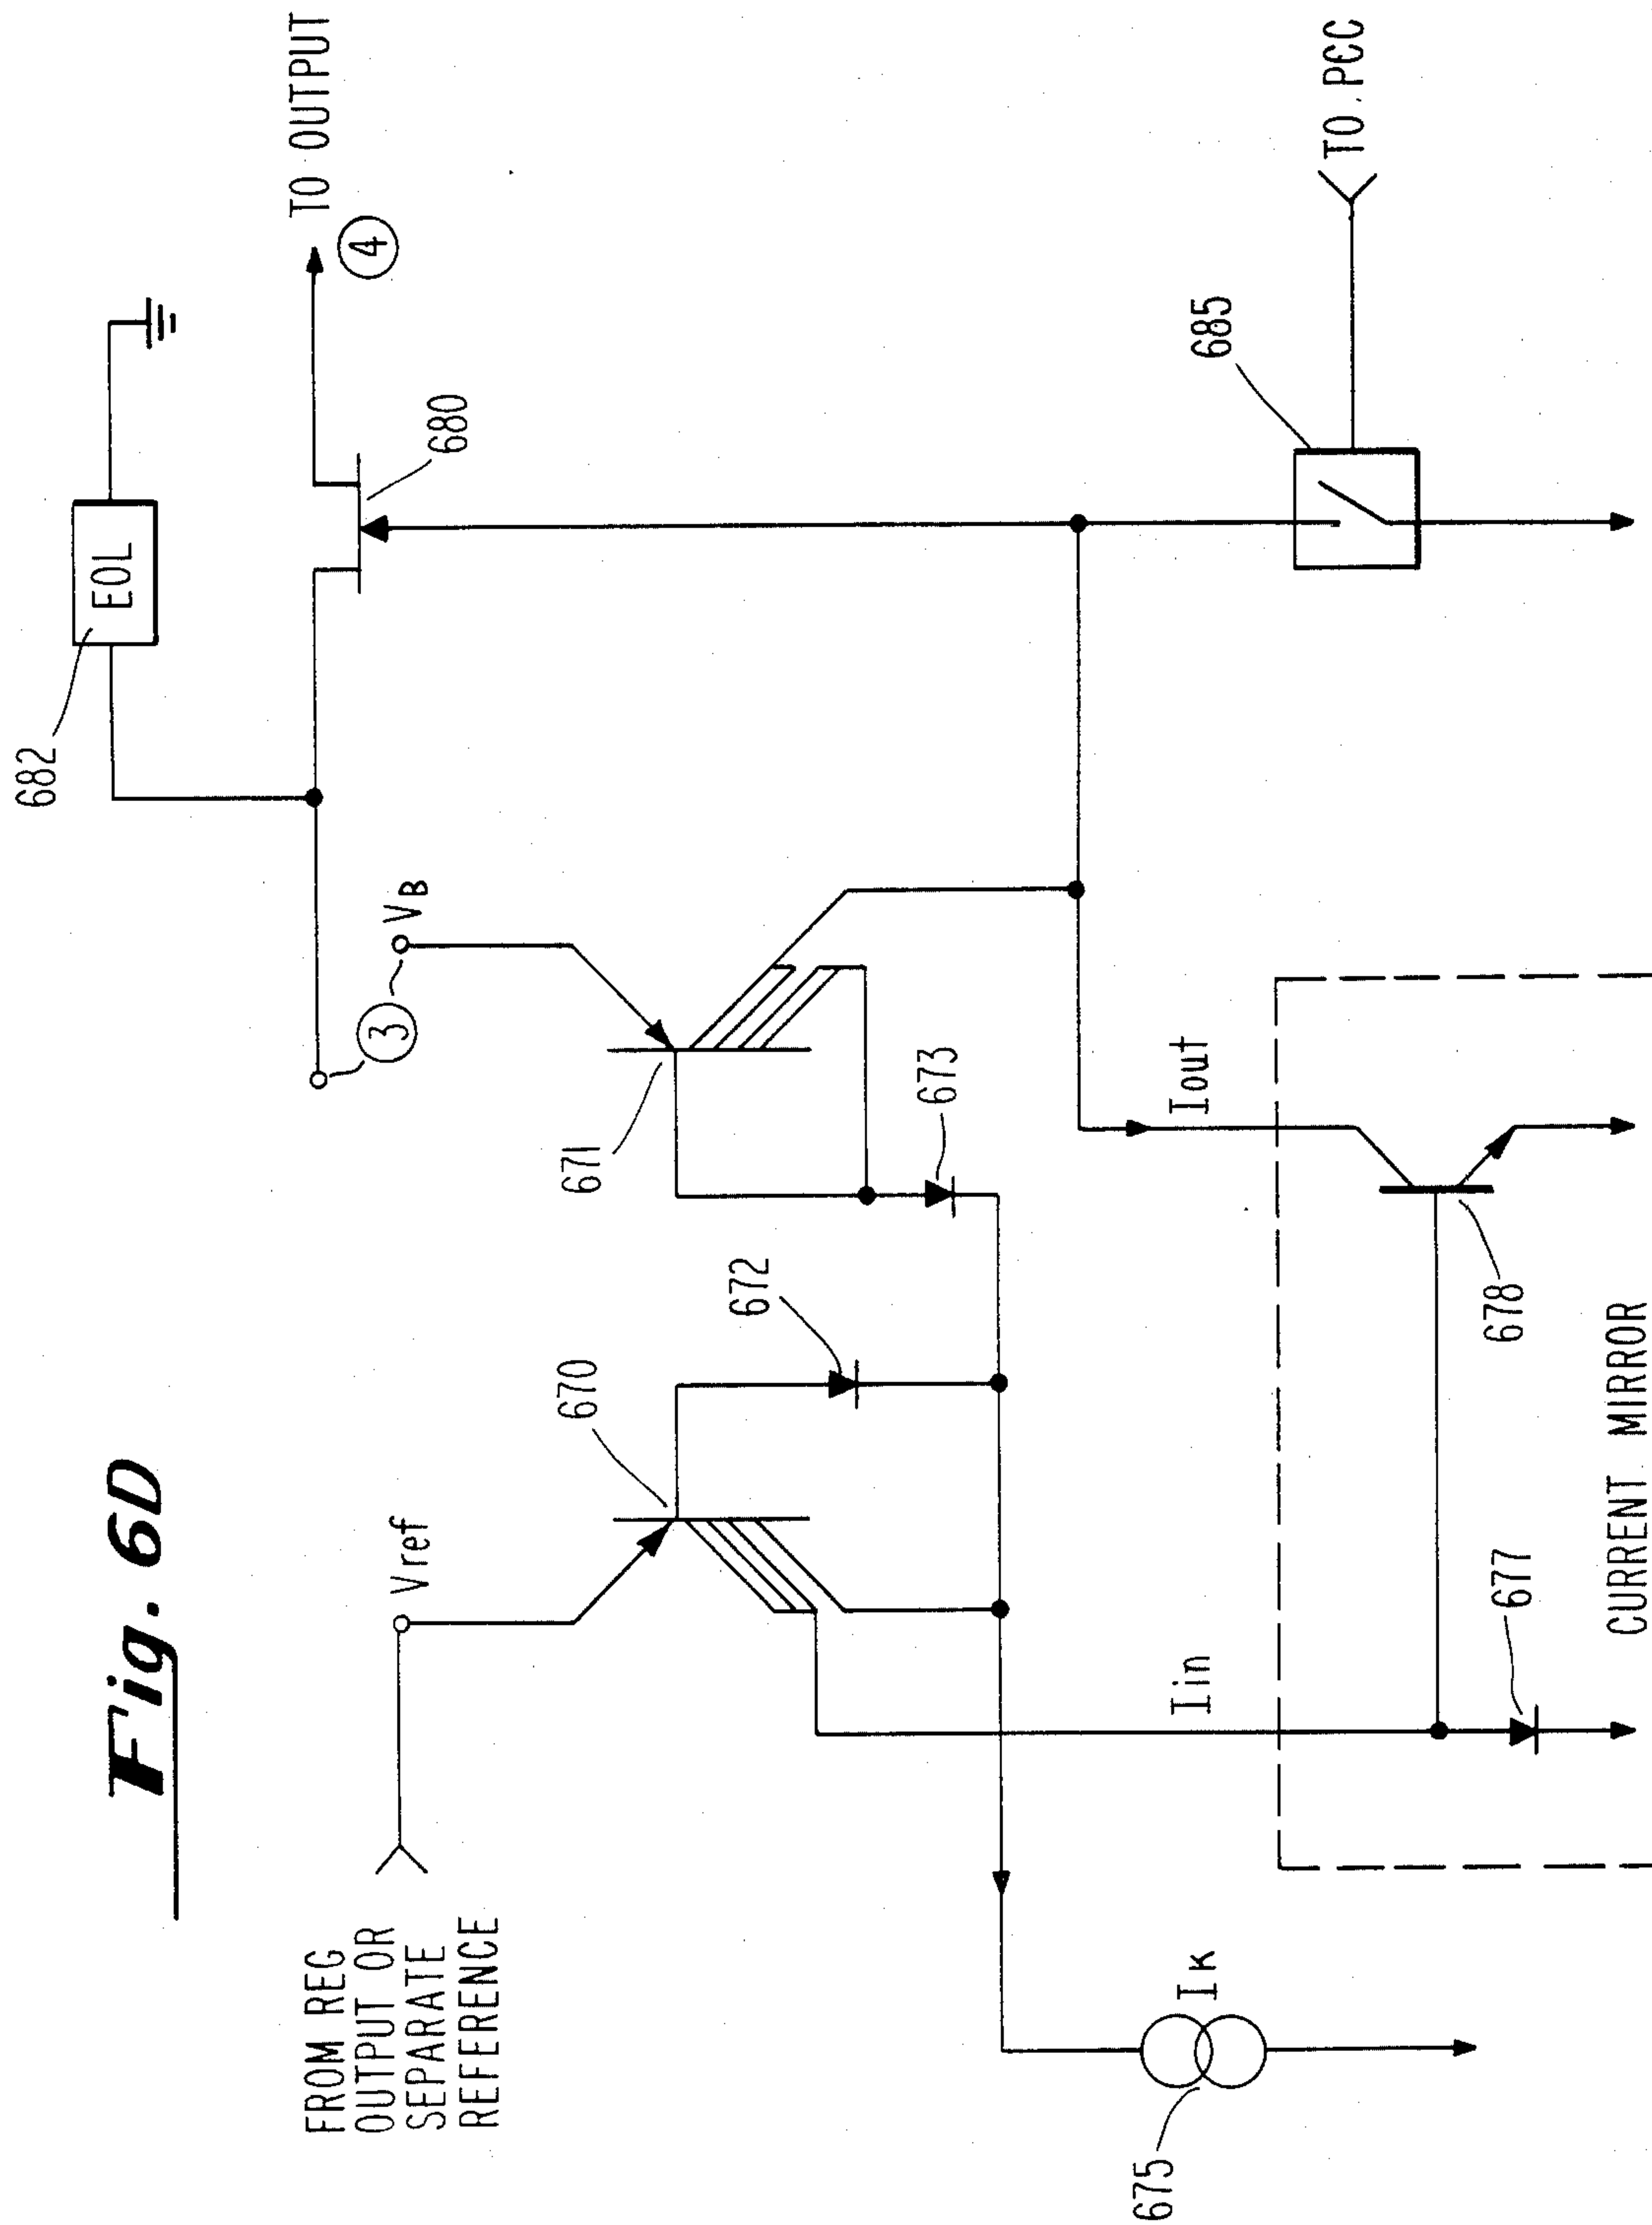 Fig. 6D
682
EOL
TO OUTPUT
4
680
FROM REG
OUTPUT OR
SEPARATE
REFERENCE
Vref
3
VB
670
671
672
673
685
TO PCC
675
IK
Iin
Iout
677
678
CURRENT MIRROR